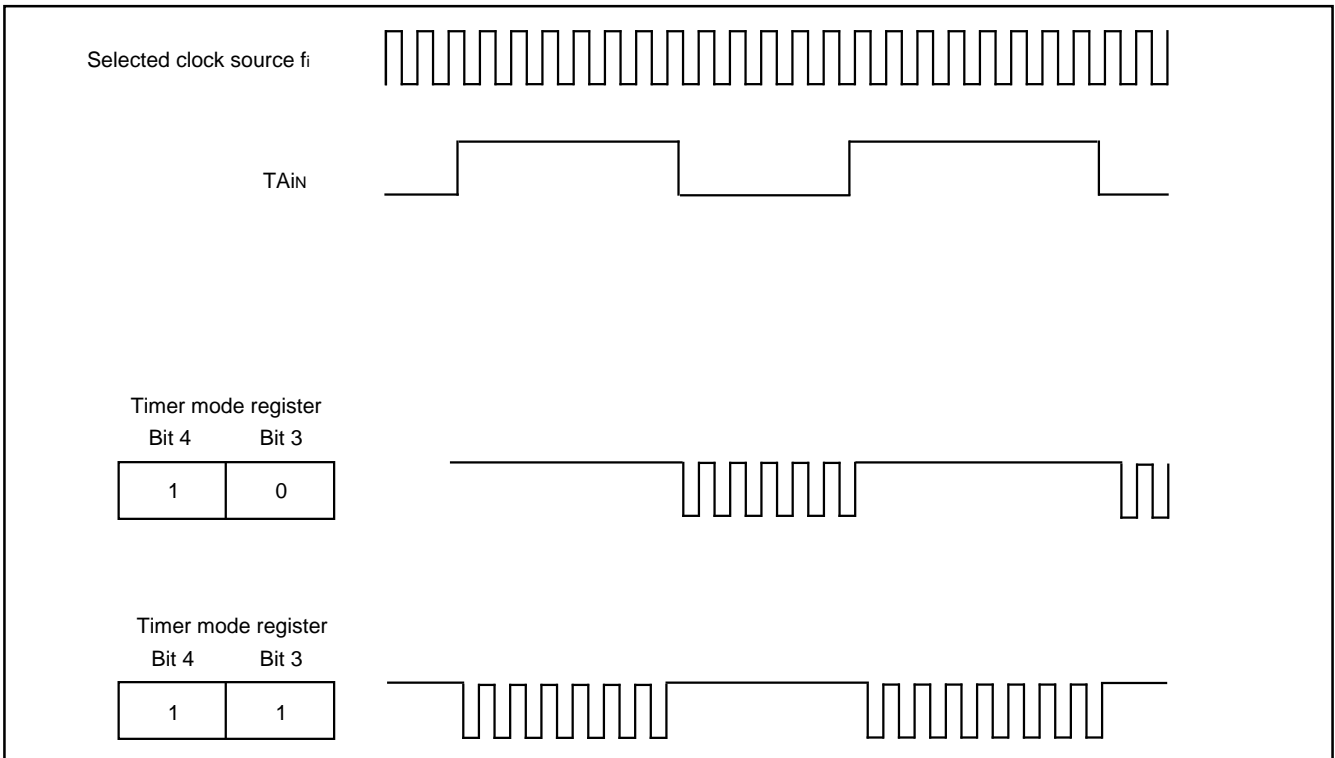 Selected clock source fi
TAiN
Timer mode register
Bit 4 Bit 3
1 0
Timer mode register
Bit 4 Bit 3
1 1